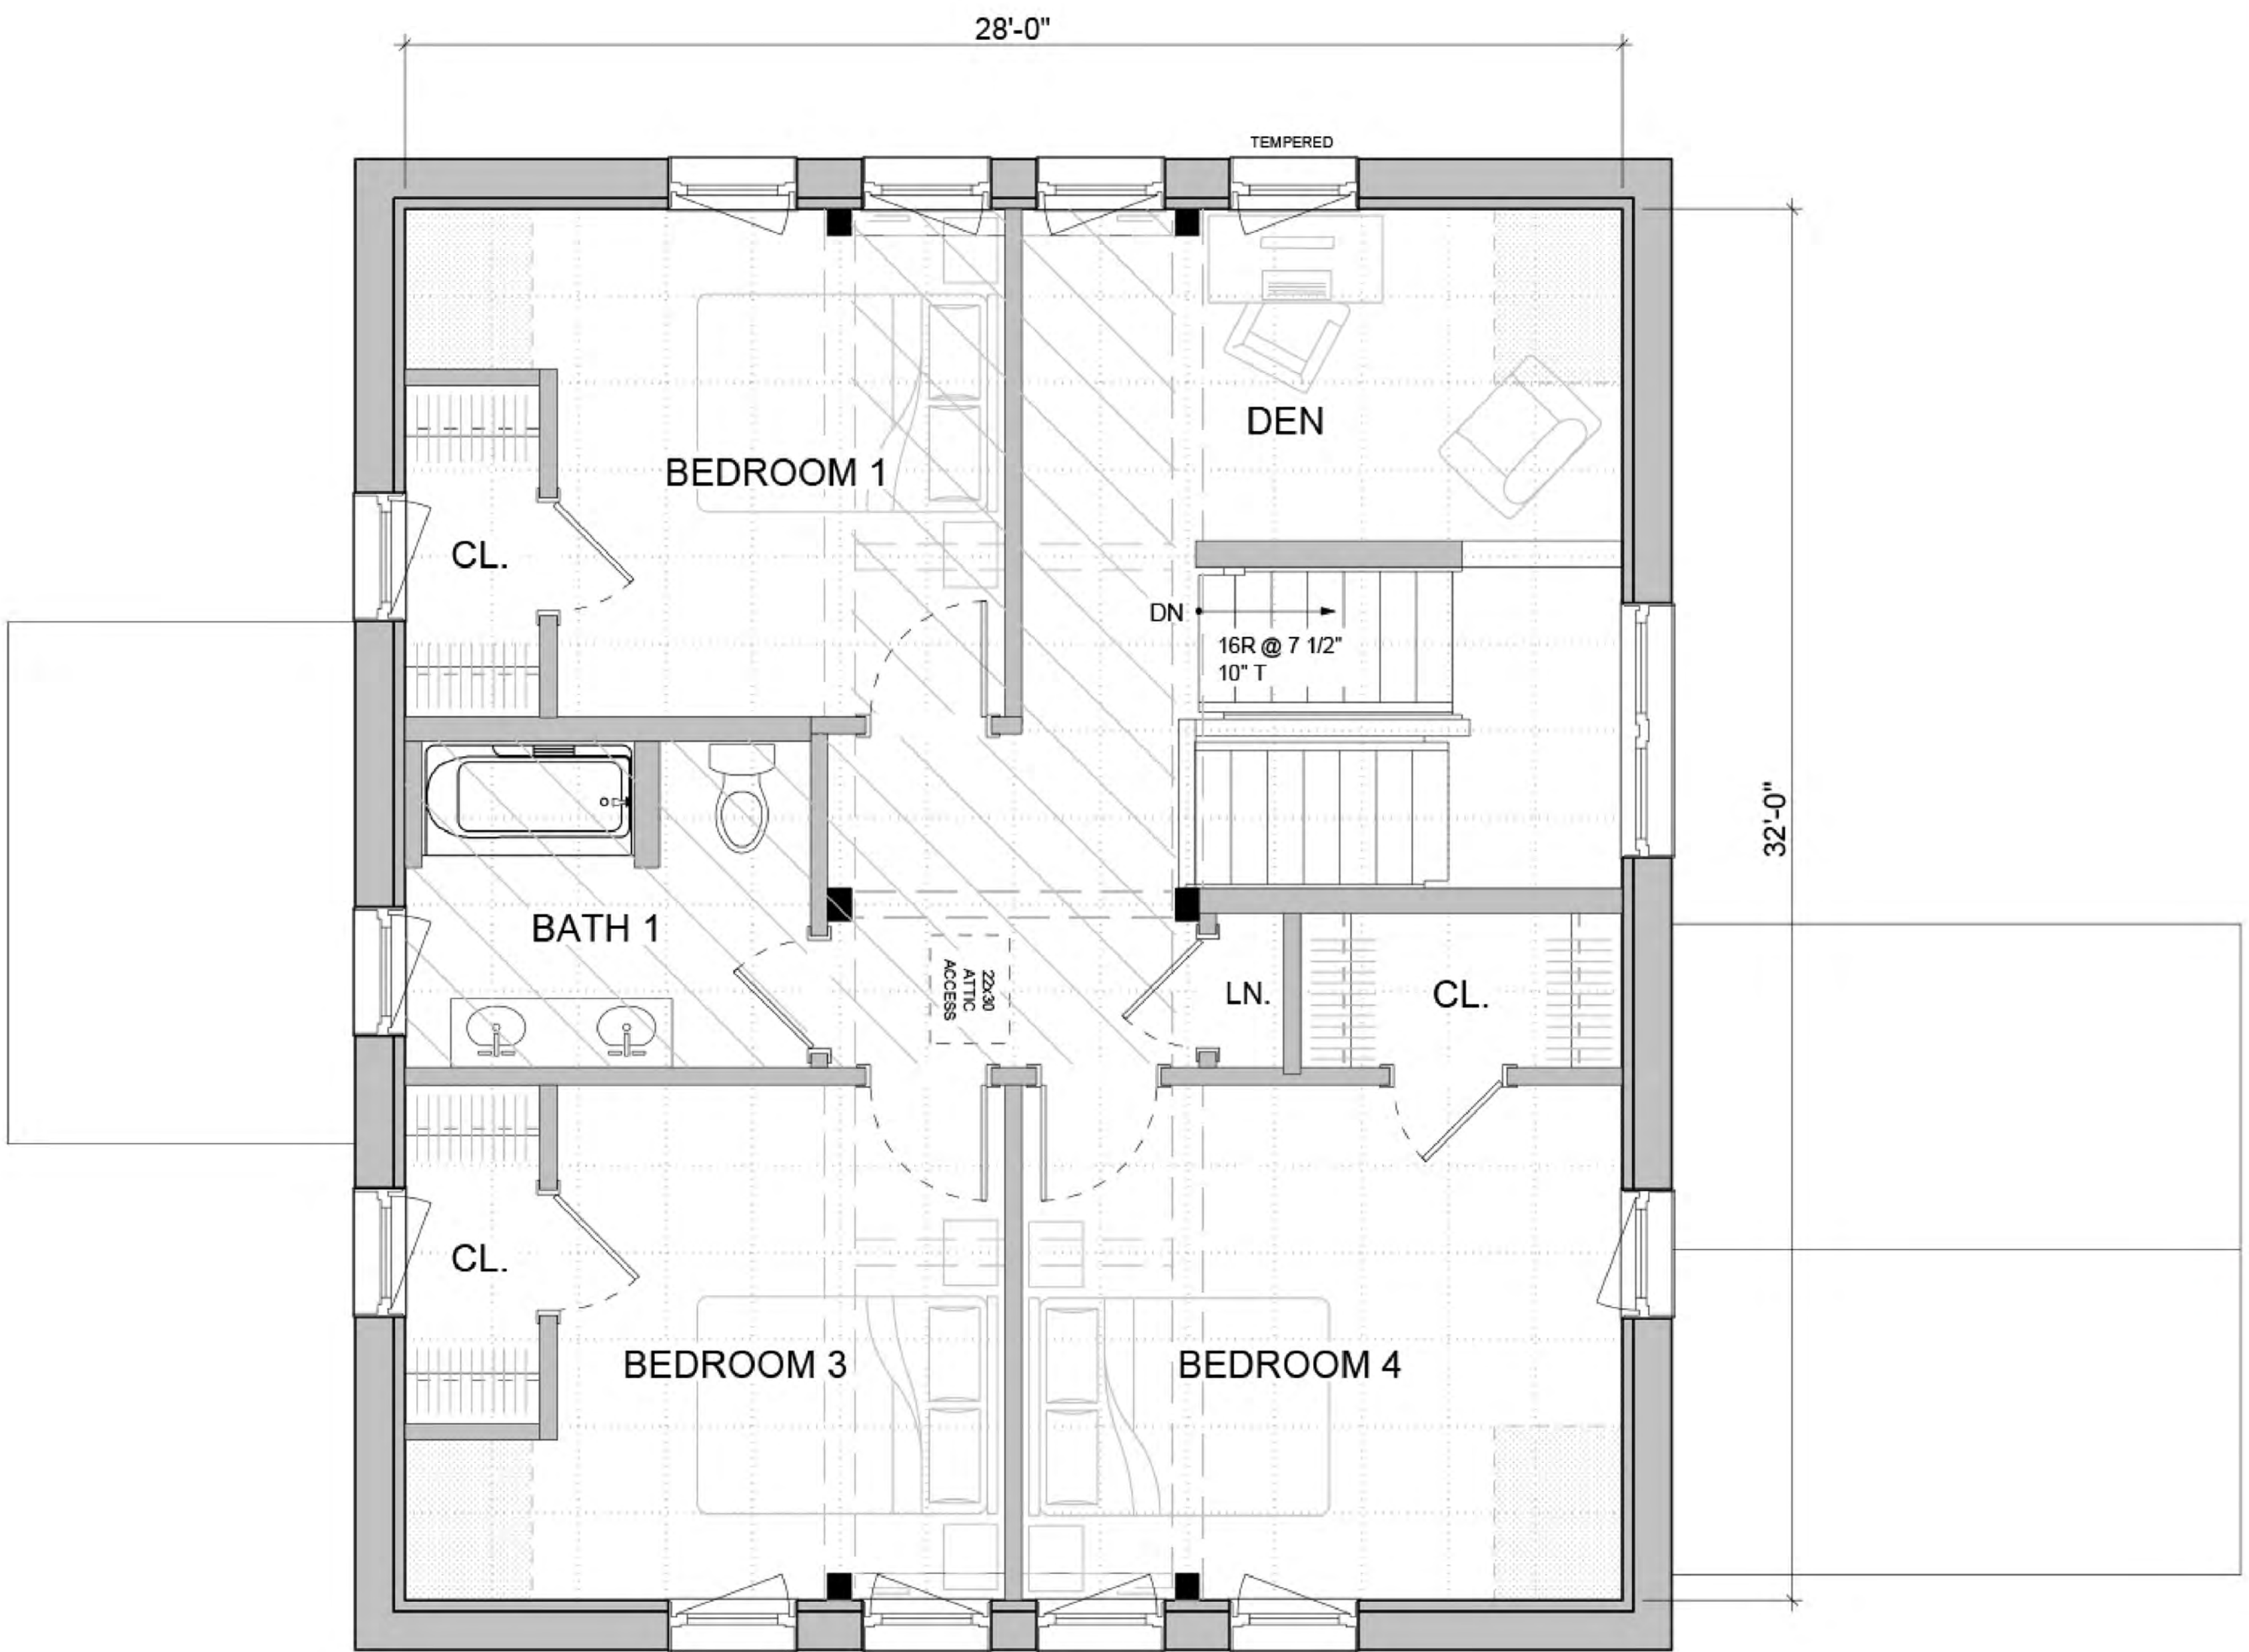 28'-0"
TEMPERED
DEN
BEDROOM 1
CL.
DN
16R @ 7 1/2"
10" T
32'-0"
BATH 1
22x30
ATTIC
ACCESS
LN.
CL.
CL.
BEDROOM 3
BEDROOM 4